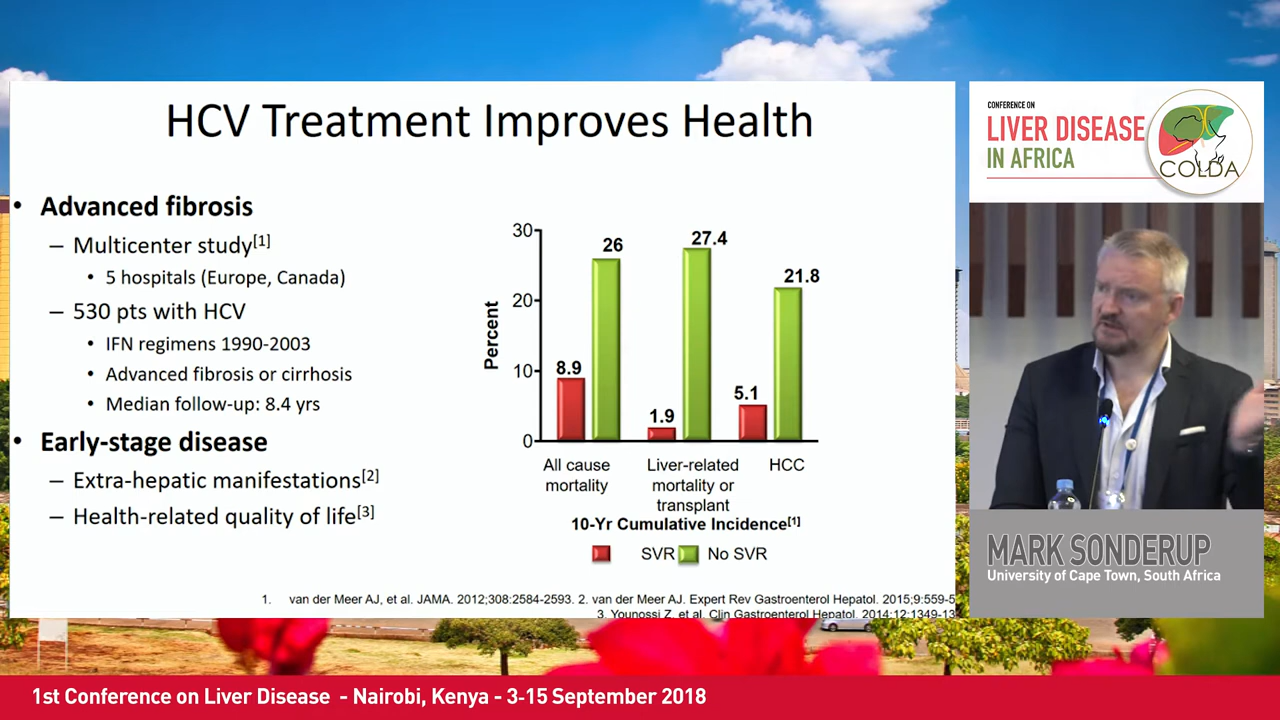 HCV Treatment Improves Health
• Advanced fibrosis
– Multicenter study[1]
• 5 hospitals (Europe, Canada)
– 530 pts with HCV
• IFN regimens 1990-2003
• Advanced fibrosis or cirrhosis
• Median follow-up: 8.4 yrs
• Early-stage disease
– Extra-hepatic manifestations[2]
– Health-related quality of life[3]
Percent
30
20
10
0
8.9
26
1.9
27.4
5.1
21.8
All cause
mortality
Liver-related
mortality or
transplant
HCC
10-Yr Cumulative Incidence[1]
SVR
No SVR
1. van der Meer AJ, et al. JAMA. 2012;308:2584-2593. 2. van der Meer AJ. Expert Rev Gastroenterol Hepatol. 2015;9:559-5
3. Younossi Z, et al. Clin Gastroenterol Hepatol. 2014;12:1349-13
CONFERENCE ON
LIVER DISEASE
IN AFRICA
COLDA
MARK SONDERUP
University of Cape Town, South Africa
1st Conference on Liver Disease - Nairobi, Kenya - 3-15 September 2018